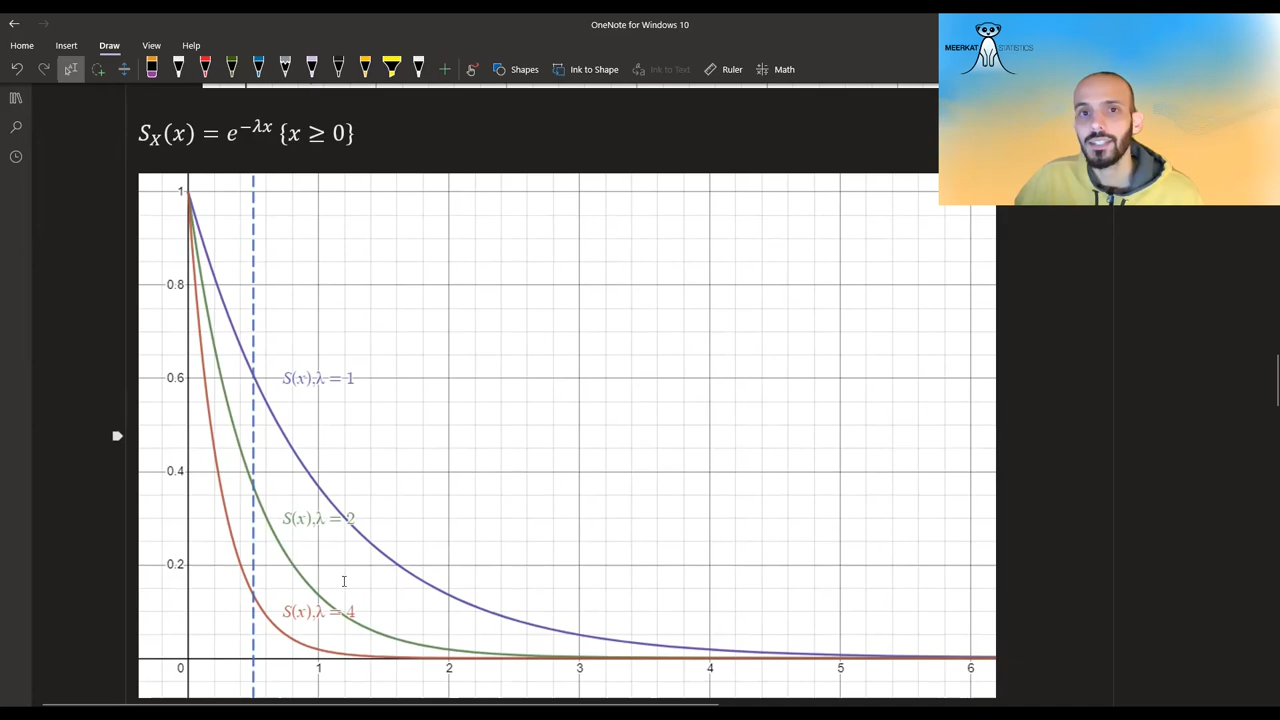 OneNote for Windows 10
Home Insert Draw View Help
Shapes Ink to Shape Ink to Text Ruler Math
MEERKAT STATISTICS
S_X(x) = e^{-λx} {x ≥ 0}
1
0.8
S(x),λ = 1
0.6
0.4
S(x),λ = 2
0.2
S(x),λ = 4
0 1 2 3 4 5 6